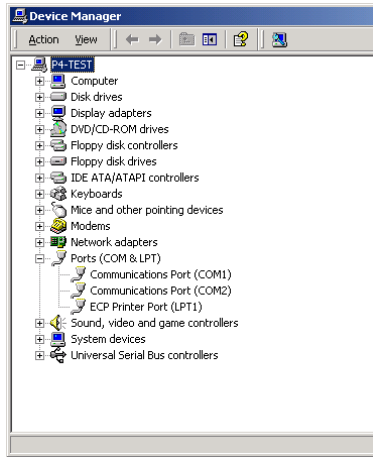 Device Manager
Action View
P4-TEST
Computer
Disk drives
Display adapters
DVD/CD-ROM drives
Floppy disk controllers
Floppy disk drives
IDE ATA/ATAPI controllers
Keyboards
Mice and other pointing devices
Modems
Network adapters
Ports (COM & LPT)
Communications Port (COM1)
Communications Port (COM2)
ECP Printer Port (LPT1)
Sound, video and game controllers
System devices
Universal Serial Bus controllers